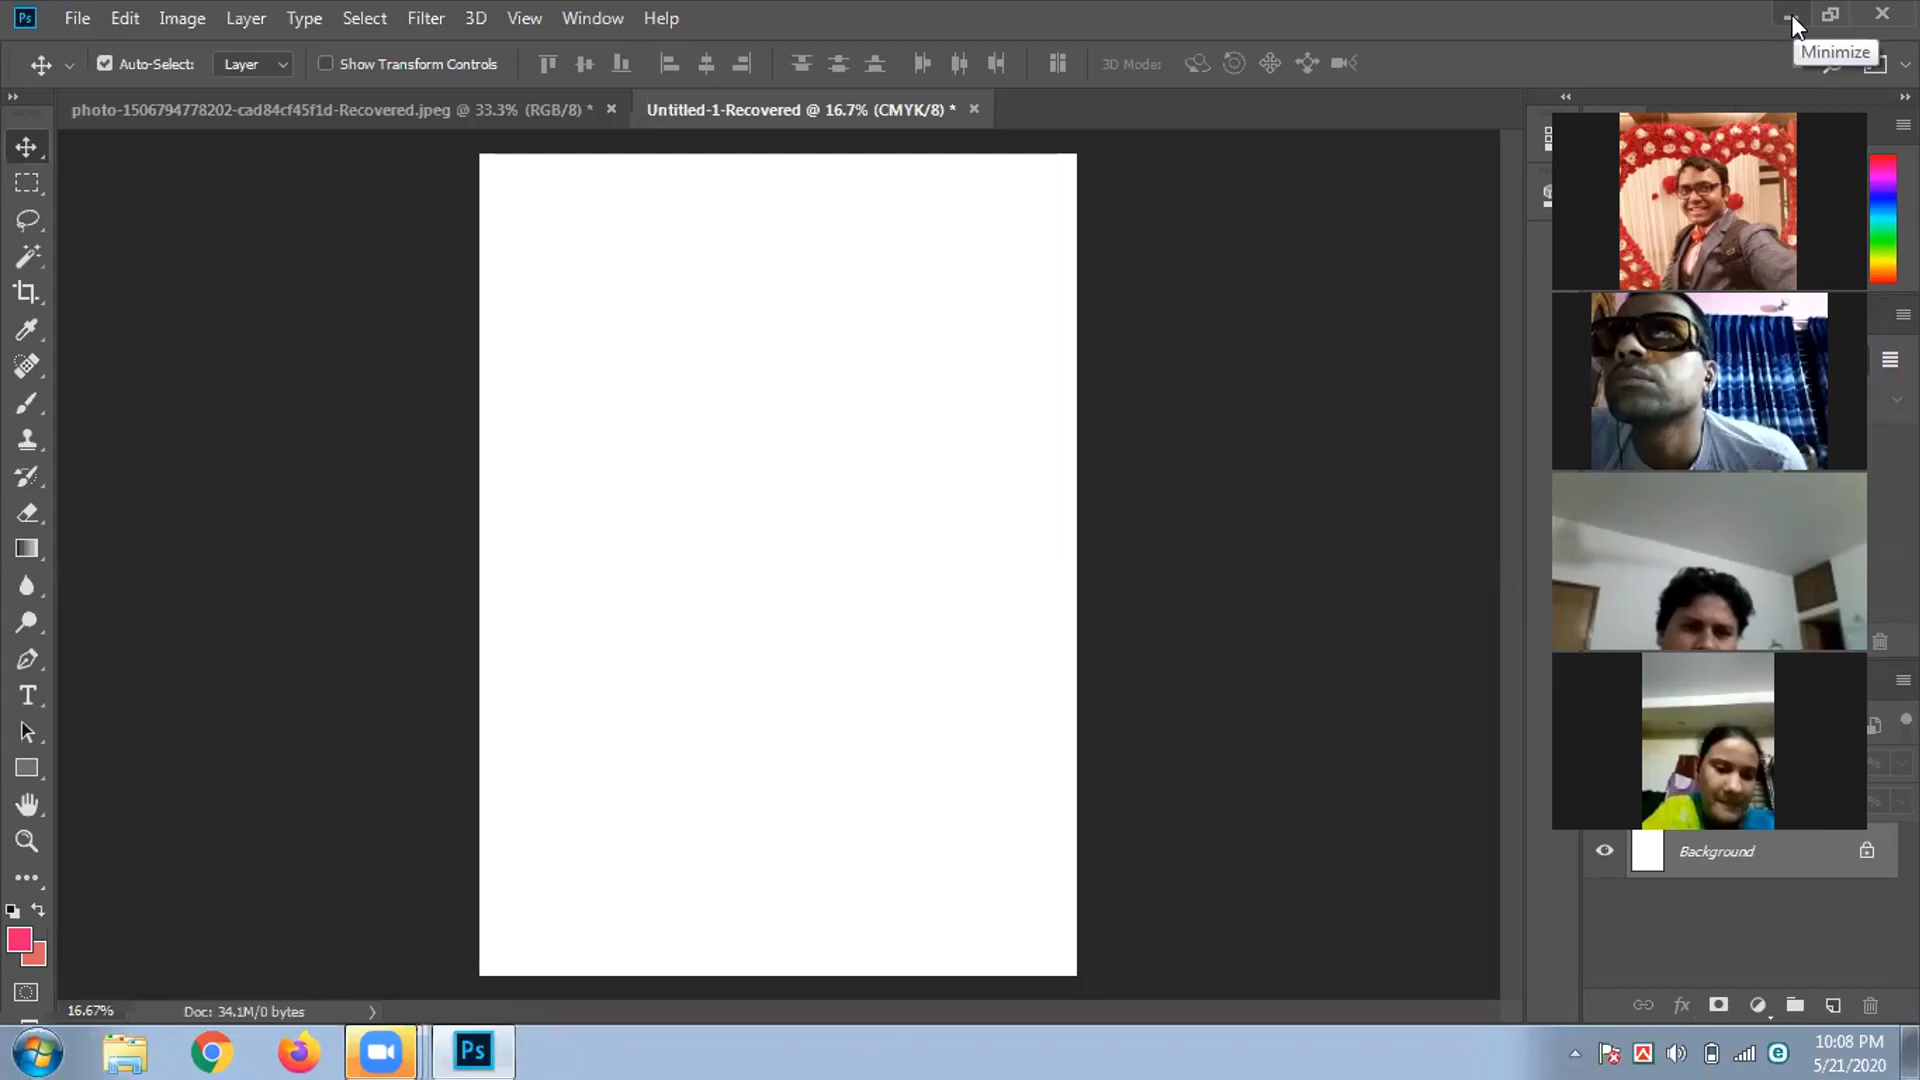 Ps File Edit Image Layer Type Select Filter 3D View Window Help
Minimize
Auto-Select: Layer Show Transform Controls 3D Mode:
photo-1506794778202-cad84cf45f1d-Recovered.jpeg @ 33.3% (RGB/8) * Untitled-1-Recovered @ 16.7% (CMYK/8) *
T
%
%
Background
fx
16.67% Doc: 34.1M/0 bytes
Ps
10:08 PM
5/21/2020